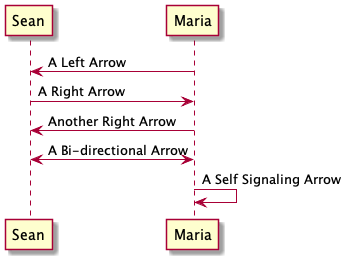 Sean Maria
A Left Arrow
A Right Arrow
Another Right Arrow
A Bi-directional Arrow
A Self Signaling Arrow
Sean Maria